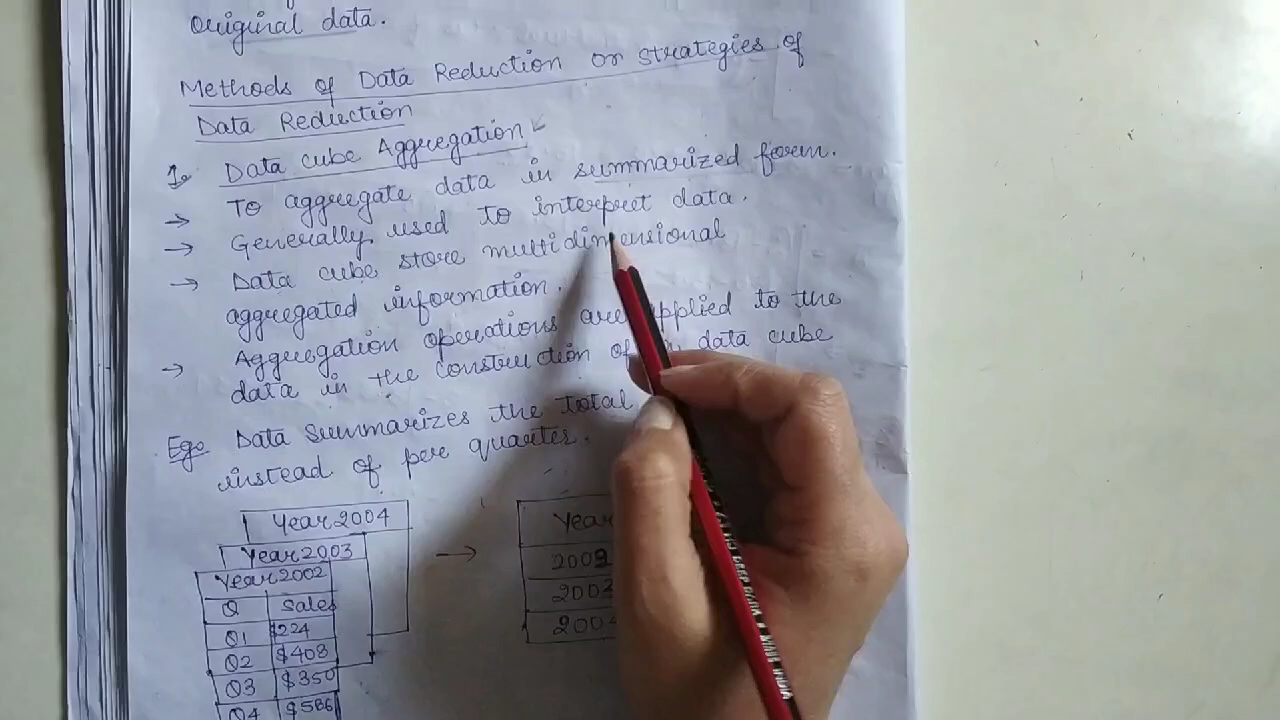 original data.
Methods of Data Reduction or strategies of
Data Reduction
1. Data cube Aggregation
→ To aggregate data in summarized form.
→ Generally used to interpret data.
→ Data cube store multidimensional
aggregated information.
→ Aggregation operations are applied to the
data in the construction of data cube
Eg: Data summarizes the total
instead of per quarter.
Year 2004
Year 2003
Year 2002
Q Sales
Q1 $224
Q2 $408
Q3 $350
Q4 $586
→
Year
2002
2003
200